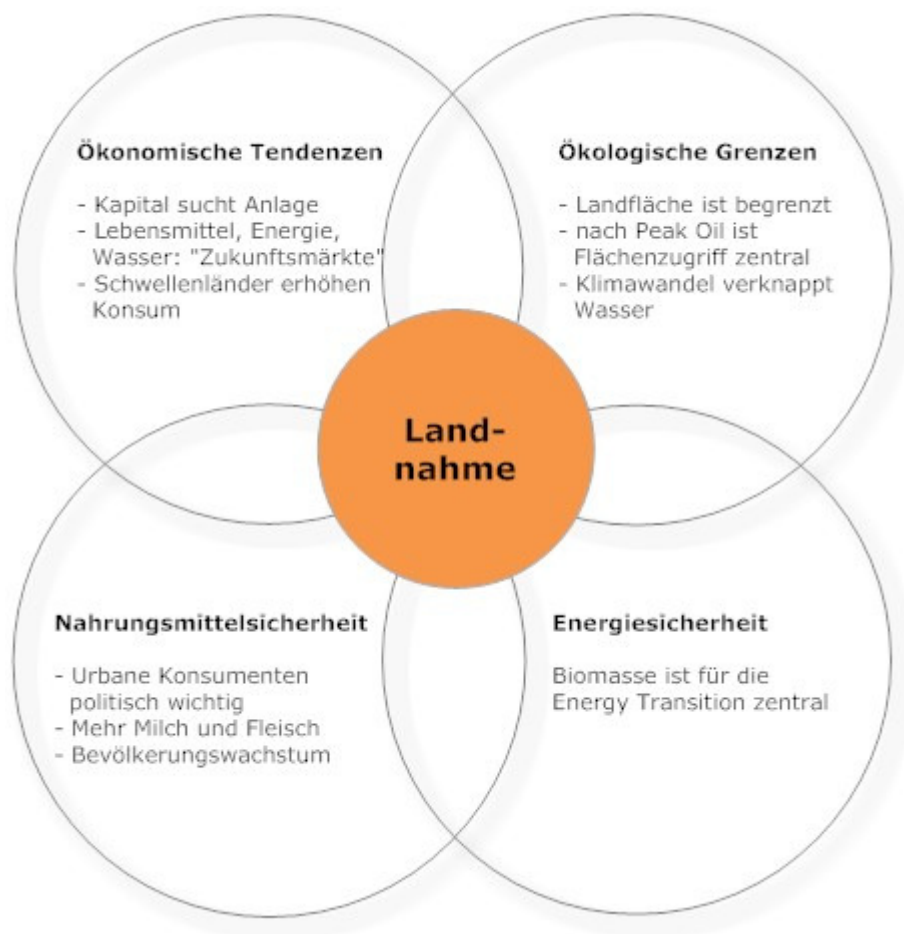 Ökonomische Tendenzen
- Kapital sucht Anlage
- Lebensmittel, Energie,
Wasser: "Zukunftsmärkte"
- Schwellenländer erhöhen
Konsum
Ökologische Grenzen
- Landfläche ist begrenzt
- nach Peak Oil ist
Flächenzugriff zentral
- Klimawandel verknappt
Wasser
Land-
nahme
Nahrungsmittelsicherheit
- Urbane Konsumenten
politisch wichtig
- Mehr Milch und Fleisch
- Bevölkerungswachstum
Energiesicherheit
Biomasse ist für die
Energy Transition zentral